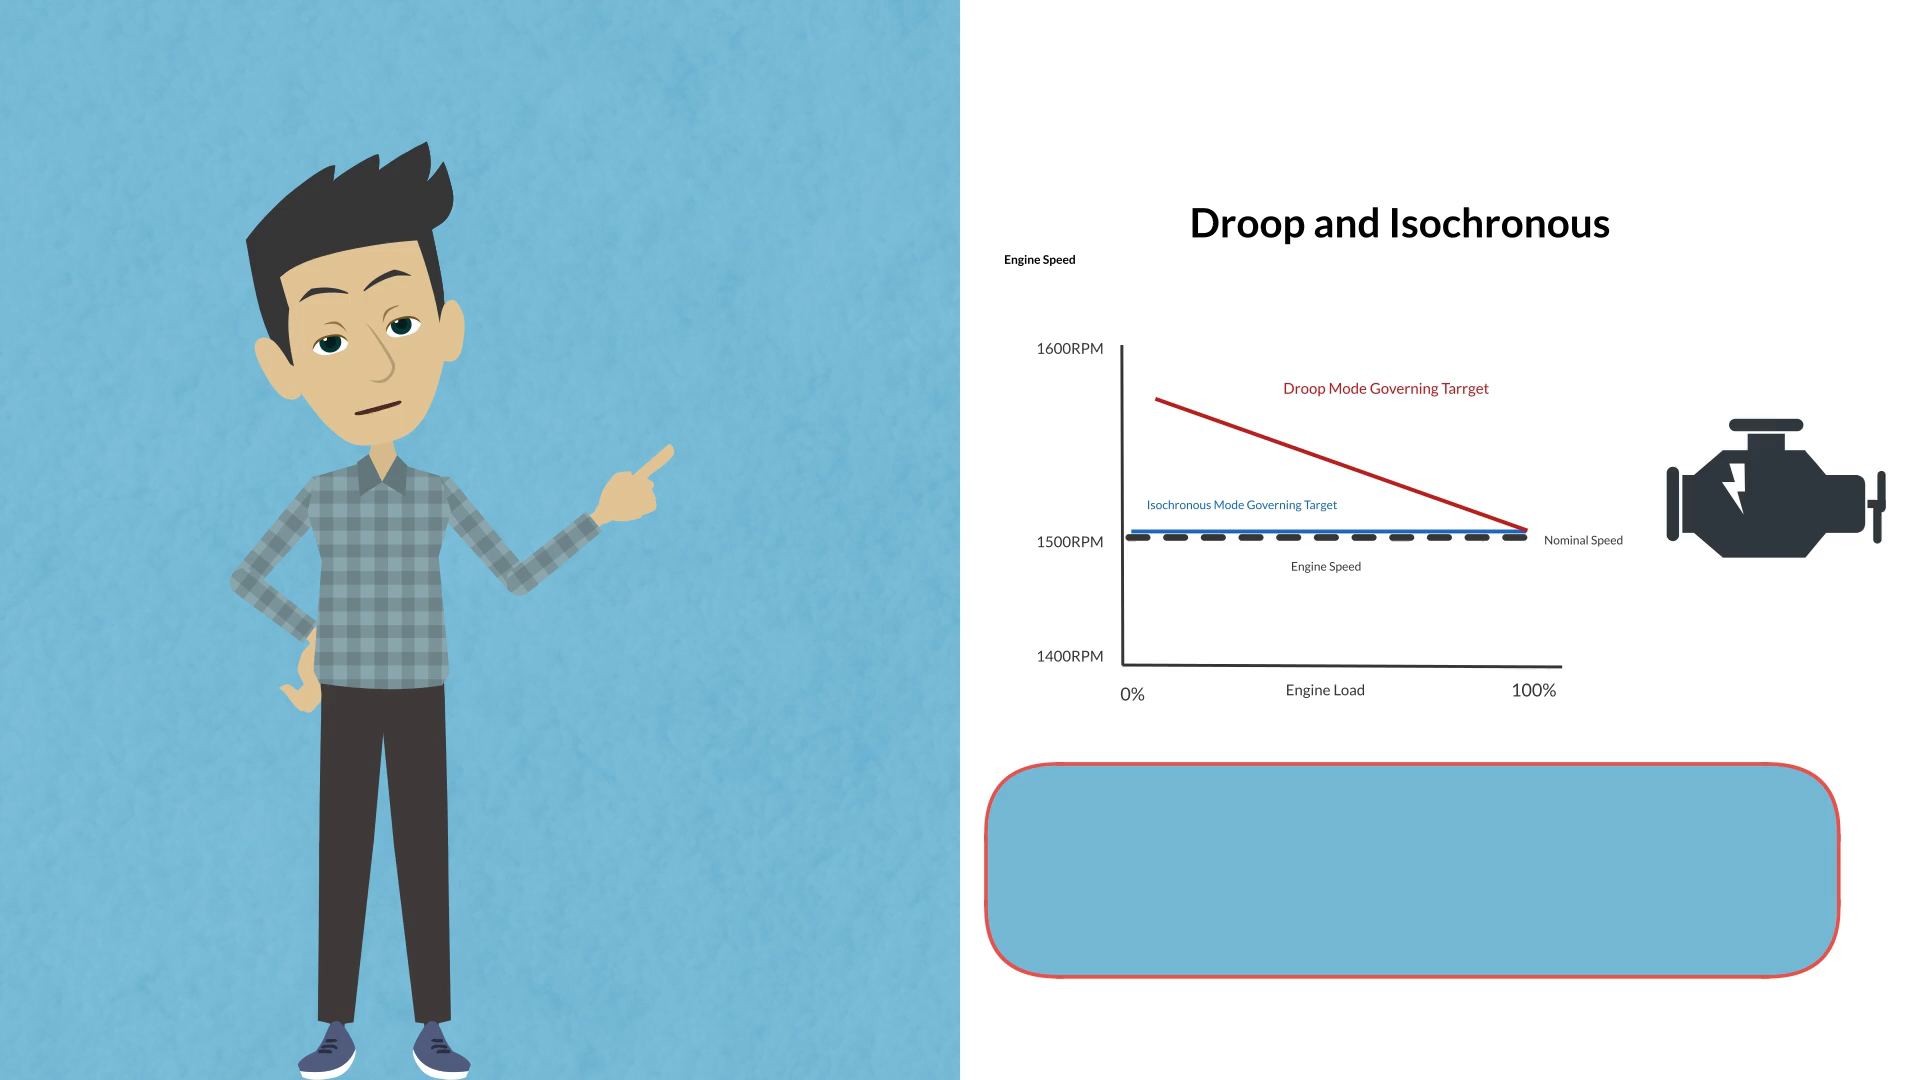 Droop and Isochronous
Engine Speed
1600RPM
Droop Mode Governing Tarrget
Isochronous Mode Governing Target
1500RPM
Nominal Speed
Engine Speed
1400RPM
0%
Engine Load
100%